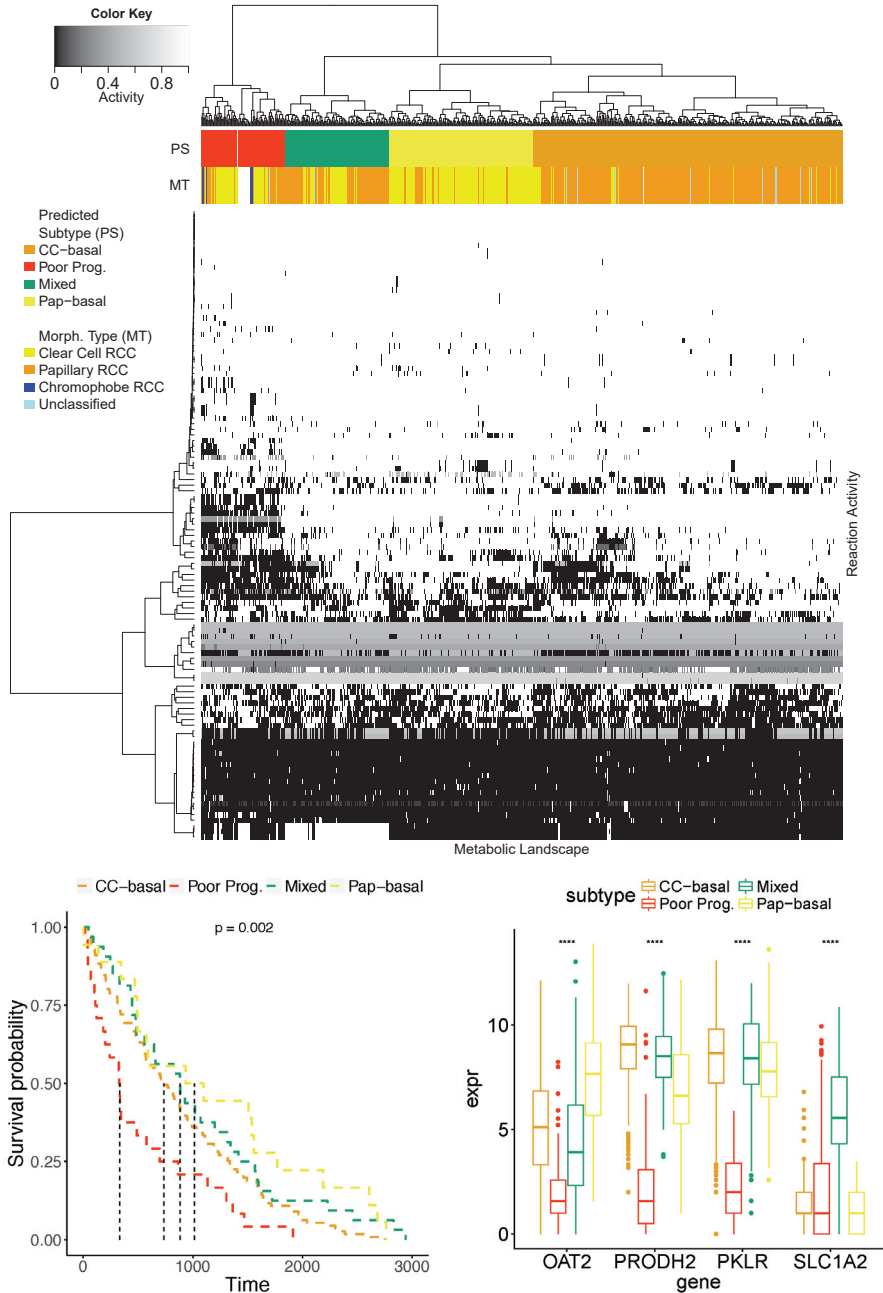 Color Key
0 0.4 0.8
Activity
PS
MT
Predicted
Subtype (PS)
CC-basal
Poor Prog.
Mixed
Pap-basal
Morph. Type (MT)
Clear Cell RCC
Papillary RCC
Chromophobe RCC
Unclassified
Reaction Activity
Metabolic Landscape
CC-basal Poor Prog. Mixed Pap-basal
p = 0.002
1.00
0.75
0.50
0.25
0.00
Survival probability
0 1000 2000 3000
Time
subtype
CC-basal Mixed
Poor Prog. Pap-basal
**** **** **** ****
10
5
0
expr
OAT2 PRODH2 PKLR SLC1A2
gene